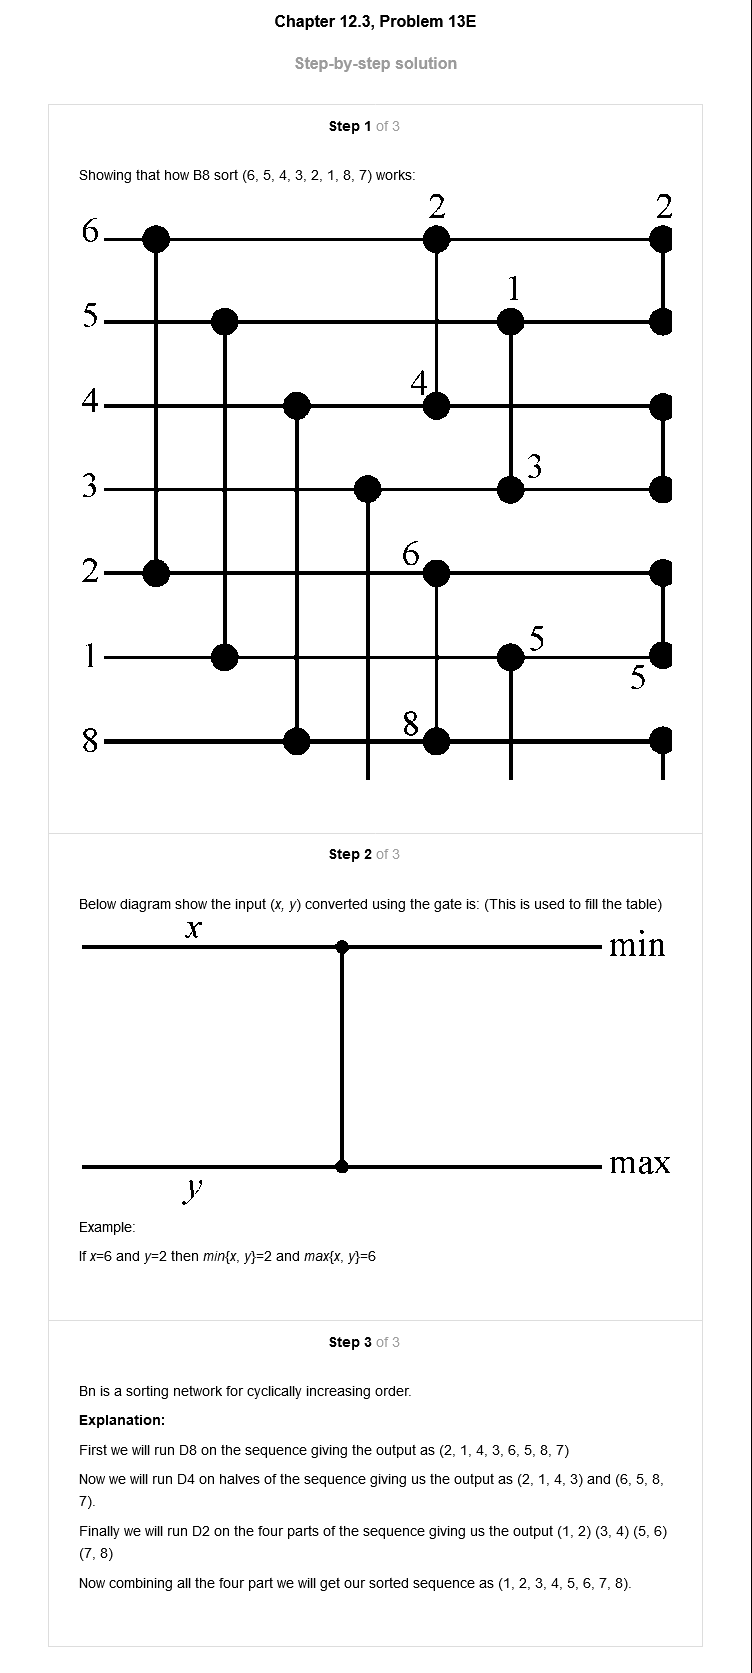 Chapter 12.3, Problem 13E
Step-by-step solution
Step 1 of 3
Showing that how B8 sort (6, 5, 4, 3, 2, 1, 8, 7) works:
2 2
6
1
5
4
4
3
3
6
2
5
1
5
8
8
Step 2 of 3
Below diagram show the input (x, y) converted using the gate is: (This is used to fill the table)
x
min
max
y
Example:
If x=6 and y=2 then min{x, y}=2 and max{x, y}=6
Step 3 of 3
Bn is a sorting network for cyclically increasing order.
Explanation:
First we will run D8 on the sequence giving the output as (2, 1, 4, 3, 6, 5, 8, 7)
Now we will run D4 on halves of the sequence giving us the output as (2, 1, 4, 3) and (6, 5, 8,
7).
Finally we will run D2 on the four parts of the sequence giving us the output (1, 2) (3, 4) (5, 6)
(7, 8)
Now combining all the four part we will get our sorted sequence as (1, 2, 3, 4, 5, 6, 7, 8).